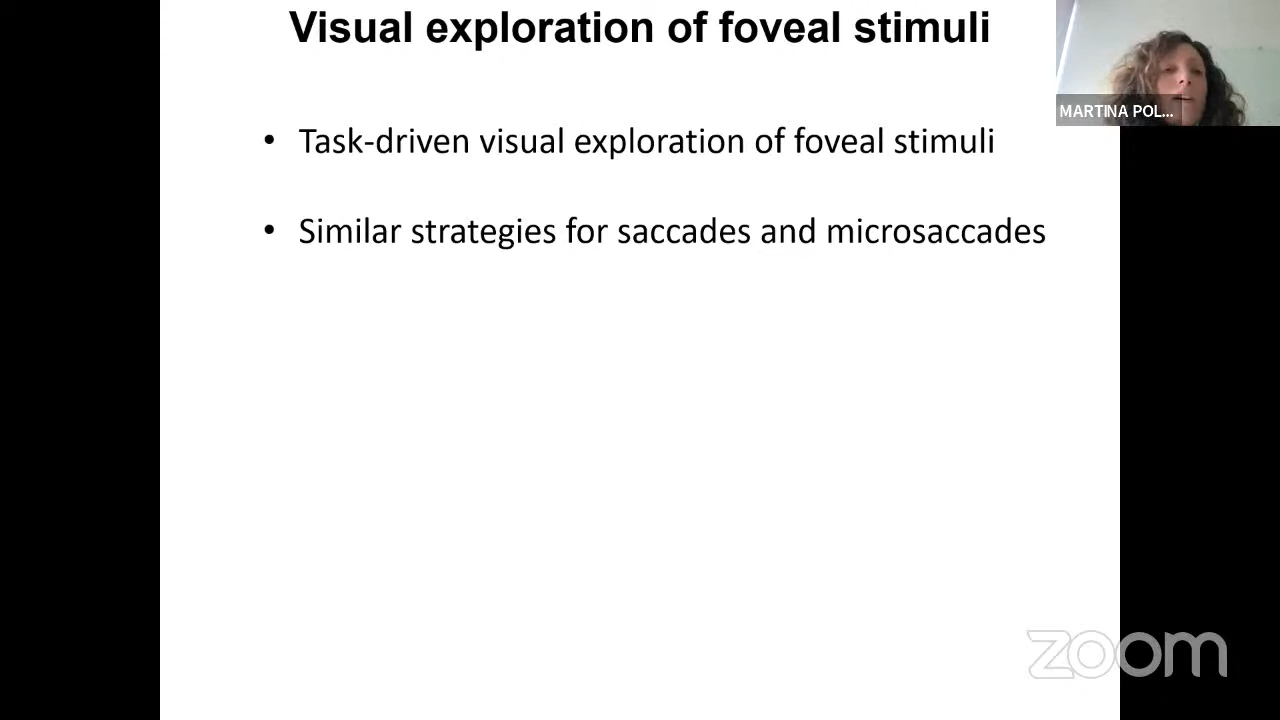 Visual exploration of foveal stimuli
MARTINA POL...
• Task-driven visual exploration of foveal stimuli
• Similar strategies for saccades and microsaccades
zoom